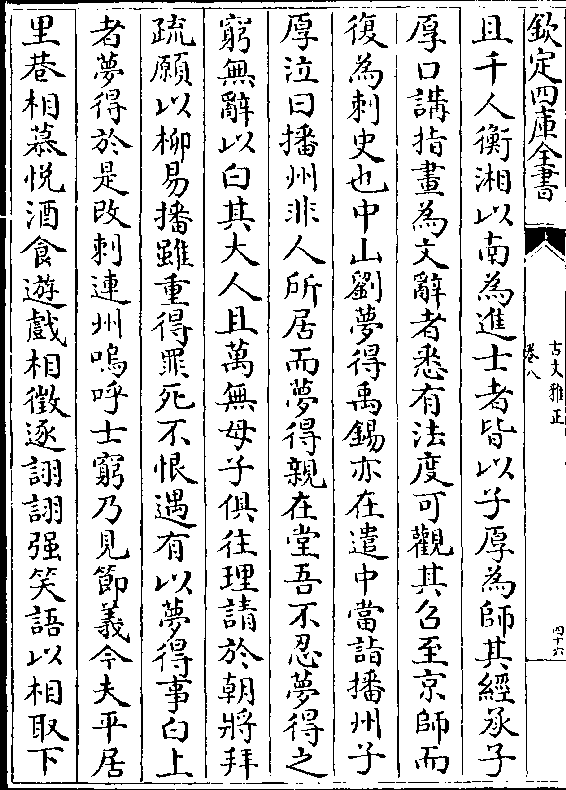 欽定四庫全書
古文雅正
卷八
四十六
且千人衡湘以南為進士者皆以子厚為師其經承子
厚口講指畫為文辭者悉有法度可觀其召至京師而
復為刺史也中山劉夢得禹錫亦在遣中當詣播州子
厚泣曰播州非人所居而夢得親在堂吾不忍夢得之
窮無辭以白其大人且萬無母子俱往理請於朝將拜
疏願以柳易播雖重得罪死不恨遇有以夢得事白上
者夢得於是改刺連州嗚呼士窮乃見節義今夫平居
里巷相慕悅酒食遊戲相徵逐詡詡强笑語以相取下